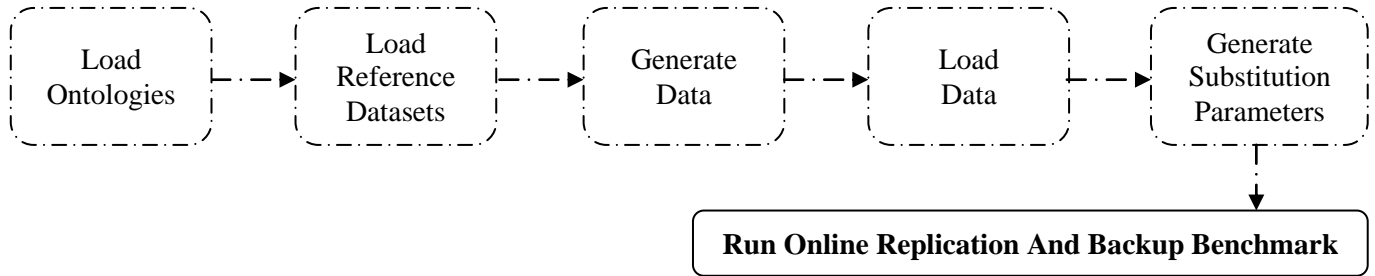 Load
Ontologies
Load
Reference
Datasets
Generate
Data
Load
Data
Generate
Substitution
Parameters
Run Online Replication And Backup Benchmark